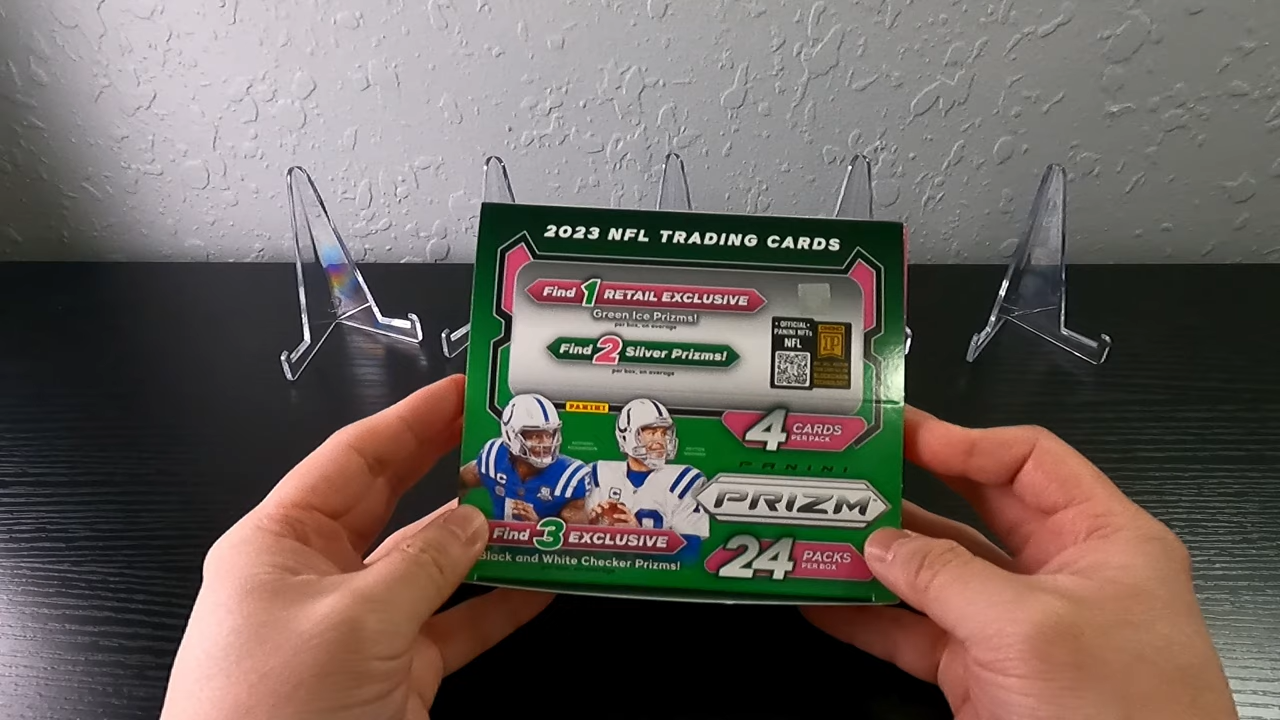 2023 NFL TRADING CARDS
Find 1 RETAIL EXCLUSIVE
Green Ice Prizms!
per box, on average
Find 2 Silver Prizms!
per box, on average
OFFICIAL
PANINI NFTs
NFL
PANINI
4 CARDS
PER PACK
PANINI
PRIZM
Find 3 EXCLUSIVE
Black and White Checker Prizms!
24 PACKS
PER BOX